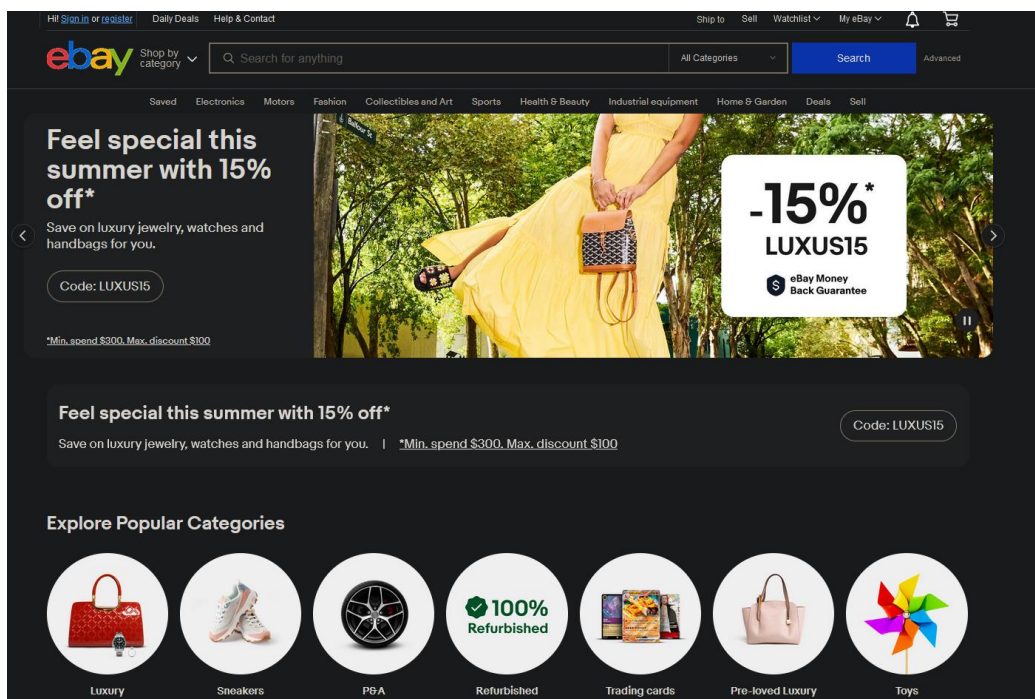 Hi! Sign in or register
Daily Deals
Help & Contact
Ship to
Sell
Watchlist
My eBay
ebay
Shop by
category
Search for anything
All Categories
Search
Advanced
Saved
Electronics
Motors
Fashion
Collectibles and Art
Sports
Health & Beauty
Industrial equipment
Home & Garden
Deals
Sell
Feel special this
summer with 15%
off*
Save on luxury jewelry, watches and
handbags for you.
Code: LUXUS15
*Min. spend $300. Max. discount $100
Balfour St
-15%*
LUXUS15
eBay Money
Back Guarantee
Feel special this summer with 15% off*
Save on luxury jewelry, watches and handbags for you. | *Min. spend $300. Max. discount $100
Code: LUXUS15
Explore Popular Categories
100%
Refurbished
Luxury
Sneakers
P&A
Refurbished
Trading cards
Pre-loved Luxury
Toys